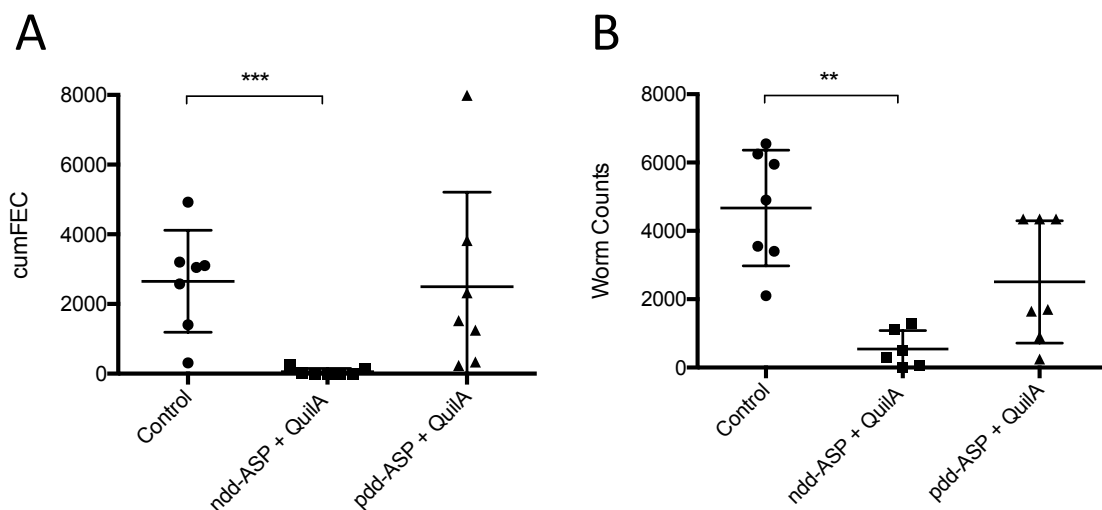 A
***
8000
6000
4000
2000
0
cumFEC
Control
ndd-ASP + QuilA
pdd-ASP + QuilA
B
**
8000
6000
4000
2000
0
Worm Counts
Control
ndd-ASP + QuilA
pdd-ASP + QuilA